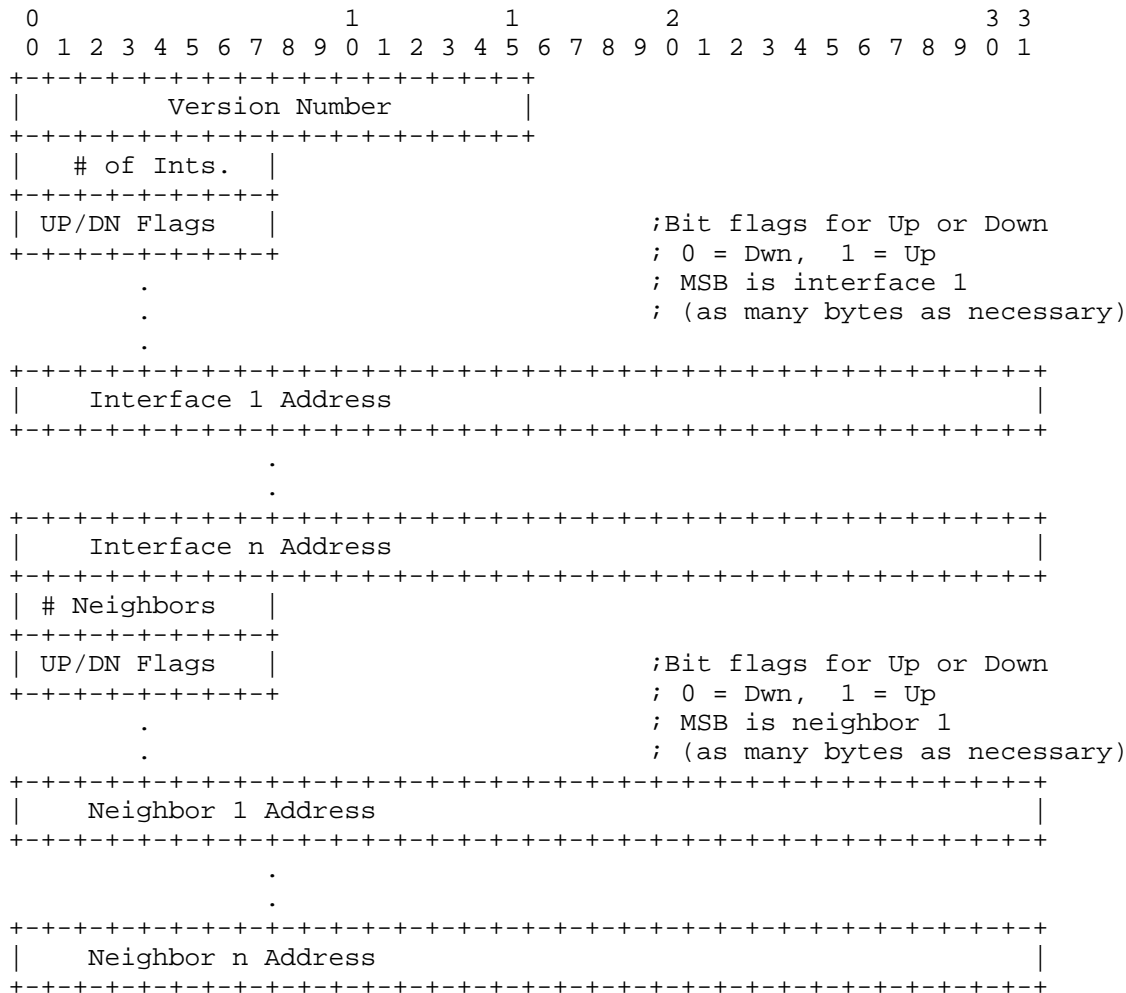 0                   1         1         2                   3 3
 0 1 2 3 4 5 6 7 8 9 0 1 2 3 4 5 6 7 8 9 0 1 2 3 4 5 6 7 8 9 0 1
+-+-+-+-+-+-+-+-+-+-+-+-+-+-+-+-+
|         Version Number        |
+-+-+-+-+-+-+-+-+-+-+-+-+-+-+-+-+
|   # of Ints.  |
+-+-+-+-+-+-+-+-+
| UP/DN Flags   |                       ;Bit flags for Up or Down
+-+-+-+-+-+-+-+-+                       ; 0 = Dwn,  1 = Up
        .                               ; MSB is interface 1
        .                               ; (as many bytes as necessary)
        .
+-+-+-+-+-+-+-+-+-+-+-+-+-+-+-+-+-+-+-+-+-+-+-+-+-+-+-+-+-+-+-+-+
|    Interface 1 Address                                        |
+-+-+-+-+-+-+-+-+-+-+-+-+-+-+-+-+-+-+-+-+-+-+-+-+-+-+-+-+-+-+-+-+
                .
                .
+-+-+-+-+-+-+-+-+-+-+-+-+-+-+-+-+-+-+-+-+-+-+-+-+-+-+-+-+-+-+-+-+
|    Interface n Address                                        |
+-+-+-+-+-+-+-+-+-+-+-+-+-+-+-+-+-+-+-+-+-+-+-+-+-+-+-+-+-+-+-+-+
| # Neighbors   |
+-+-+-+-+-+-+-+-+
| UP/DN Flags   |                       ;Bit flags for Up or Down
+-+-+-+-+-+-+-+-+                       ; 0 = Dwn,  1 = Up
        .                               ; MSB is neighbor 1
        .                               ; (as many bytes as necessary)
+-+-+-+-+-+-+-+-+-+-+-+-+-+-+-+-+-+-+-+-+-+-+-+-+-+-+-+-+-+-+-+-+
|    Neighbor 1 Address                                         |
+-+-+-+-+-+-+-+-+-+-+-+-+-+-+-+-+-+-+-+-+-+-+-+-+-+-+-+-+-+-+-+-+
                .
                .
+-+-+-+-+-+-+-+-+-+-+-+-+-+-+-+-+-+-+-+-+-+-+-+-+-+-+-+-+-+-+-+-+
|    Neighbor n Address                                         |
+-+-+-+-+-+-+-+-+-+-+-+-+-+-+-+-+-+-+-+-+-+-+-+-+-+-+-+-+-+-+-+-+